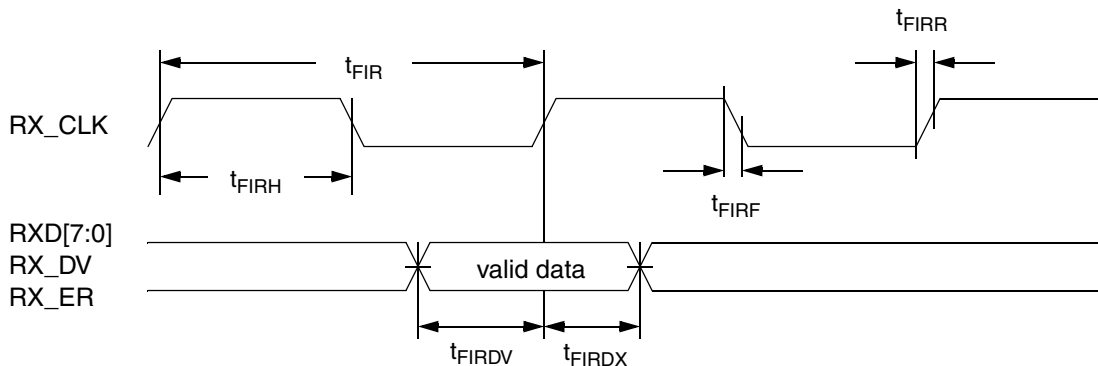 tFIRR
tFIR
RX_CLK
tFIRH
tFIRF
RXD[7:0]
RX_DV
valid data
RX_ER
tFIRDV
tFIRDX